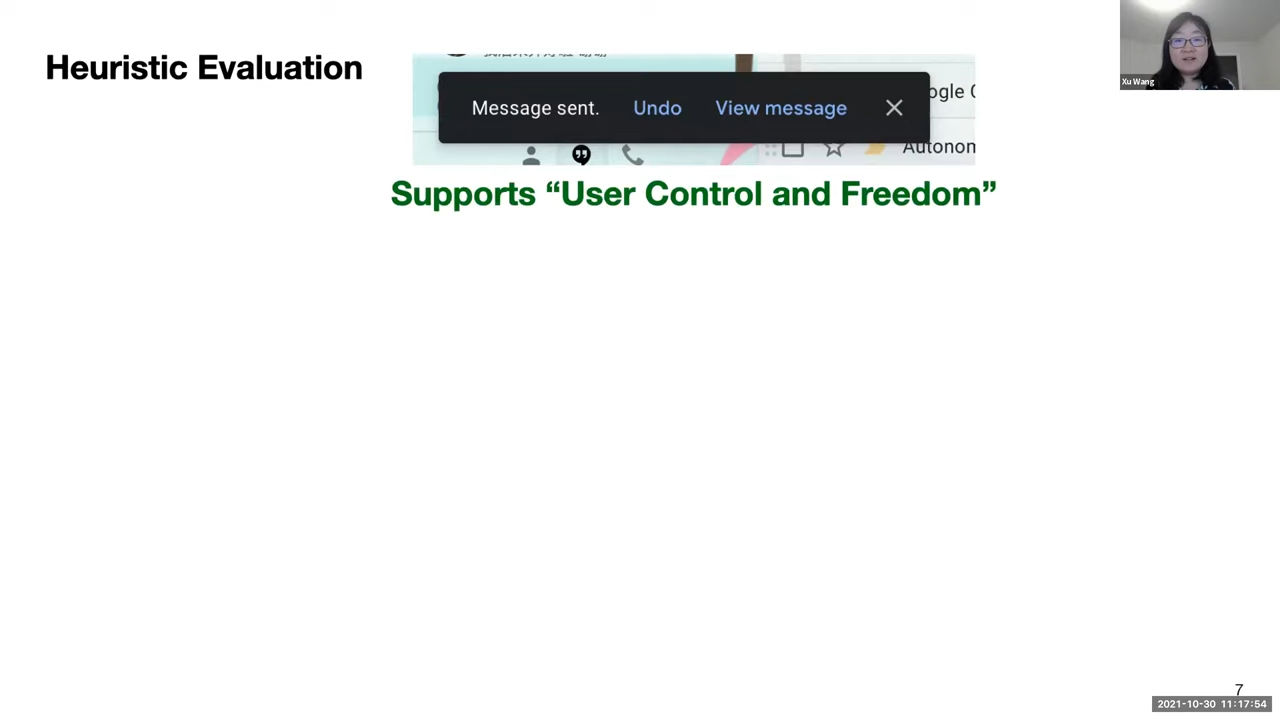 Heuristic Evaluation
Message sent. Undo View message
ogle
Autonom
Supports “User Control and Freedom”
Xu Wang
7
2021-10-30 11:17:54